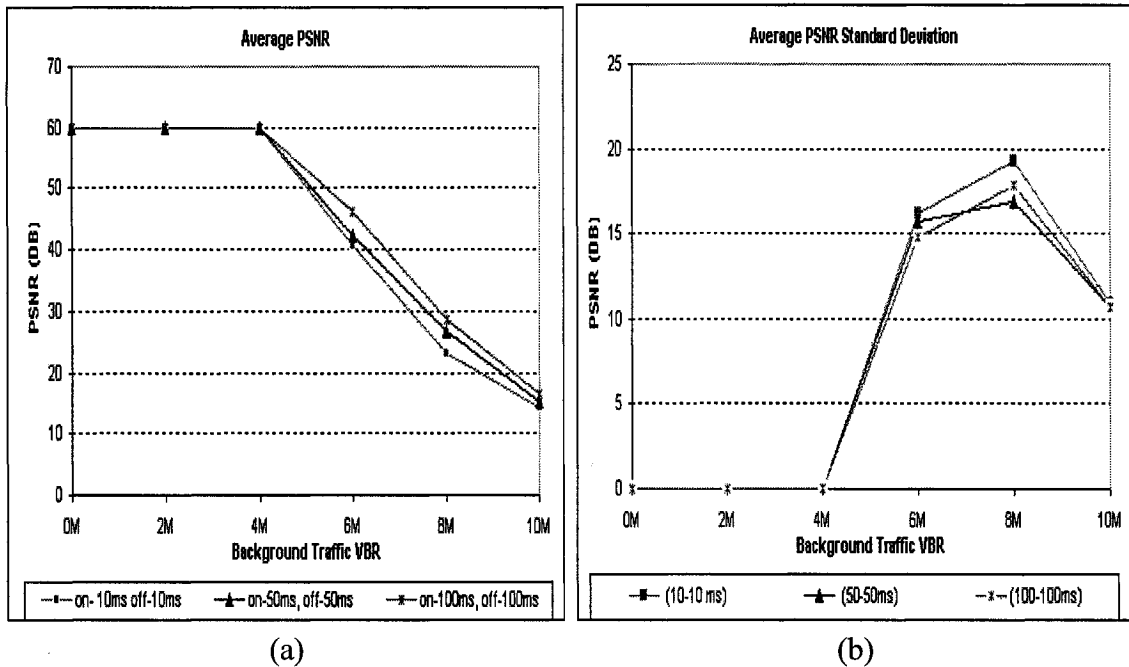 Average PSNR
70
60
50
40
30
20
10
0
PSNR (DB)
0M 2M 4M 6M 8M 10M
Background Traffic VBR
on- 10ms off-10ms on-50ms, off-50ms on-100ms, off-100ms
(a)
Average PSNR Standard Deviation
25
20
15
10
5
0
PSNR (DB)
0M 2M 4M 6M 8M 10M
Background Traffic VBR
(10-10 ms) (50-50ms) (100-100ms)
(b)